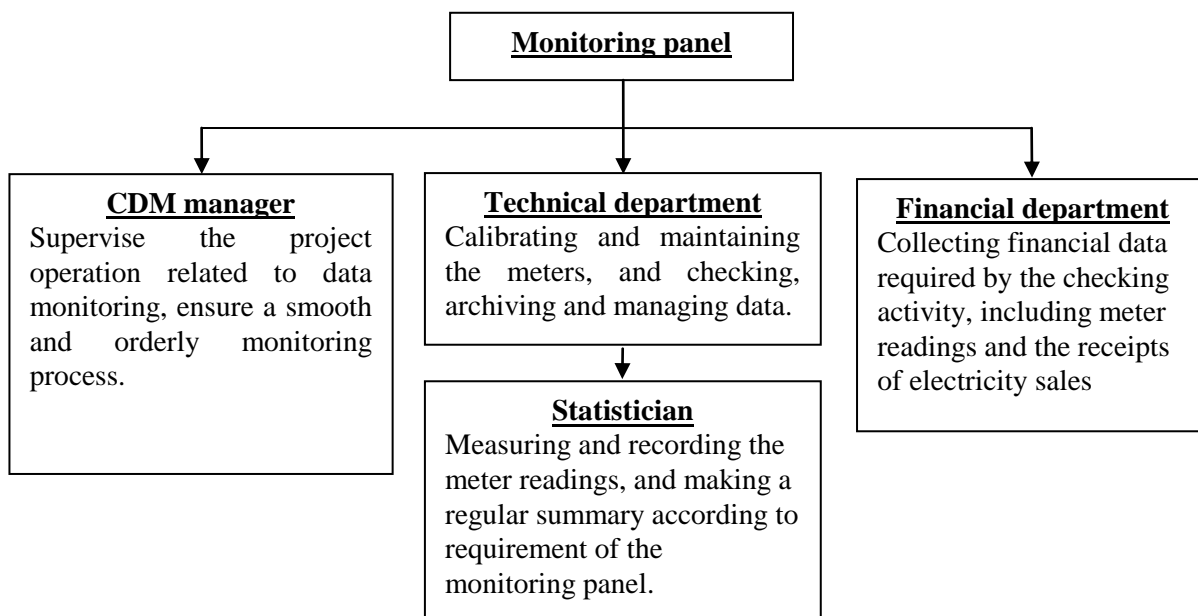 Monitoring panel
CDM manager
Supervise the project
operation related to data
monitoring, ensure a smooth
and orderly monitoring
process.
Technical department
Calibrating and maintaining
the meters, and checking,
archiving and managing data.
Financial department
Collecting financial data
required by the checking
activity, including meter
readings and the receipts
of electricity sales
Statistician
Measuring and recording the
meter readings, and making a
regular summary according to
requirement of the
monitoring panel.